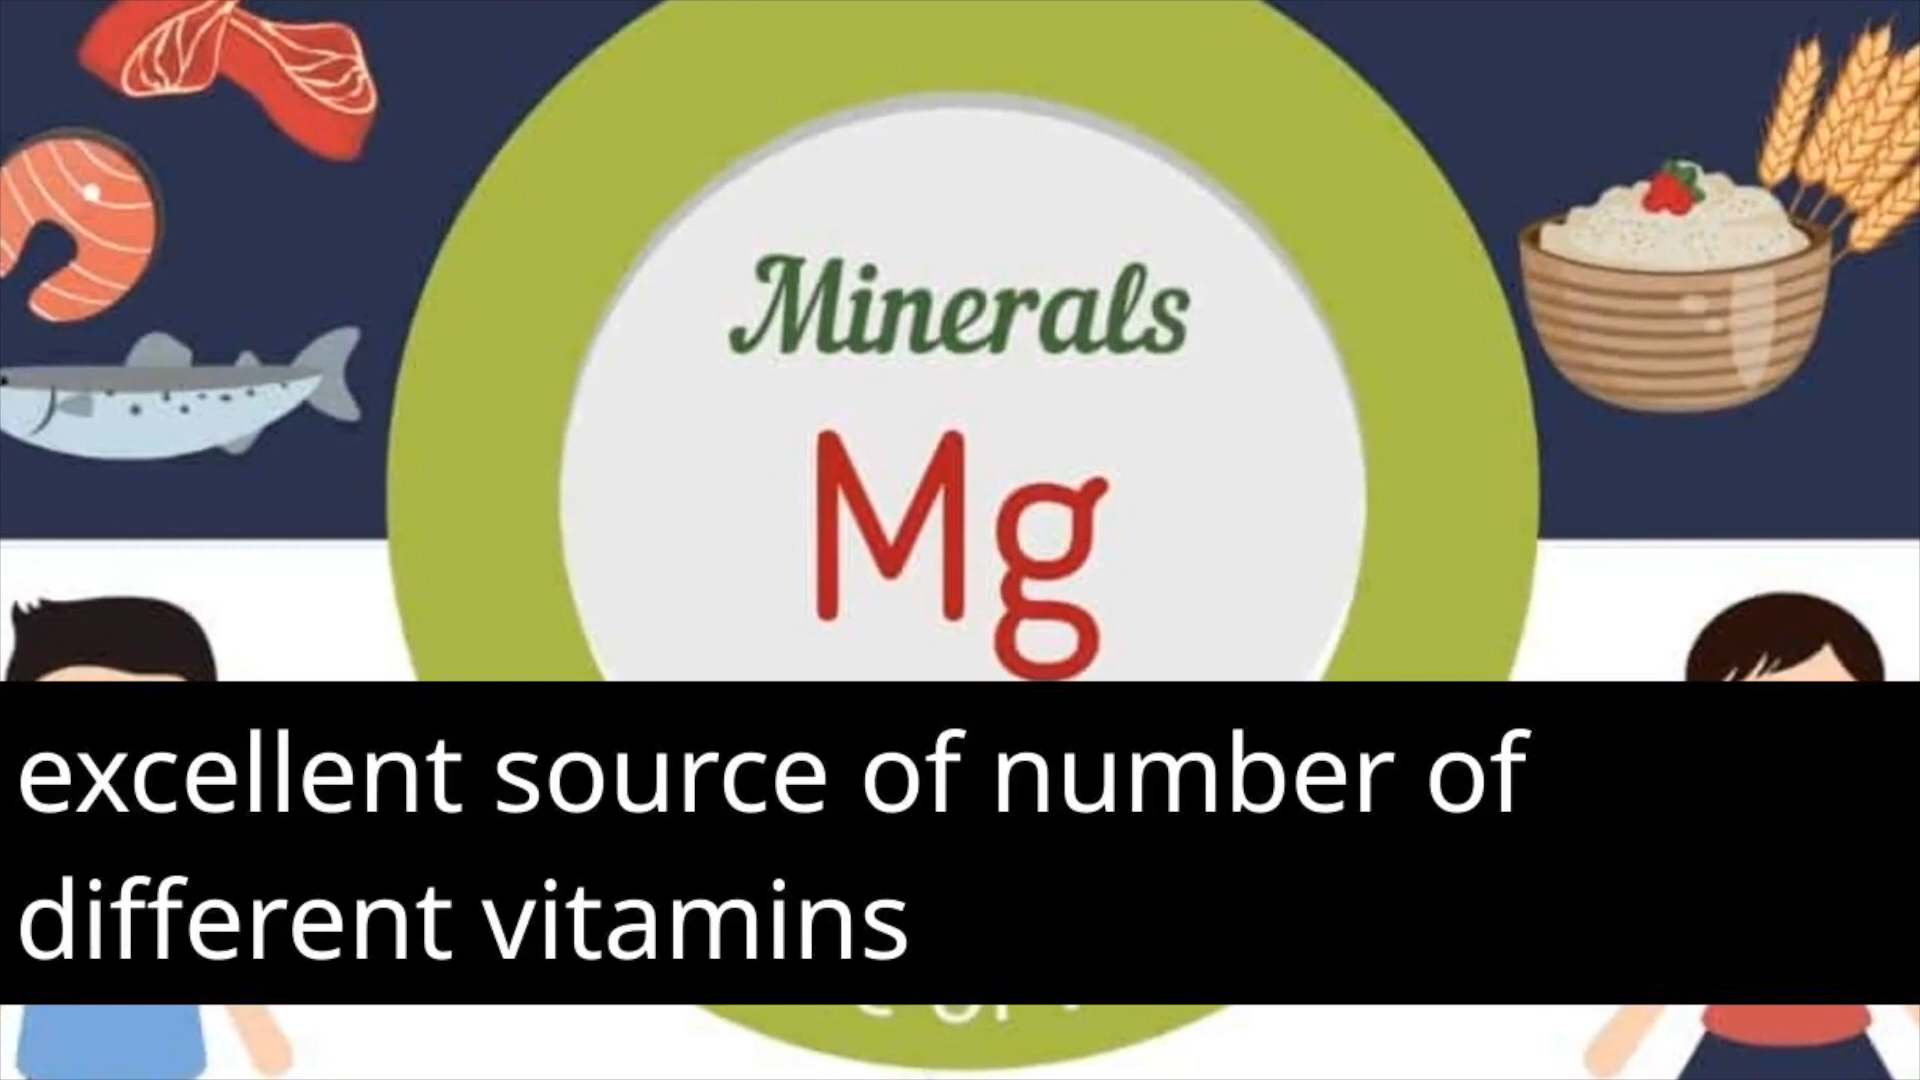 Minerals
Mg
excellent source of number of
different vitamins